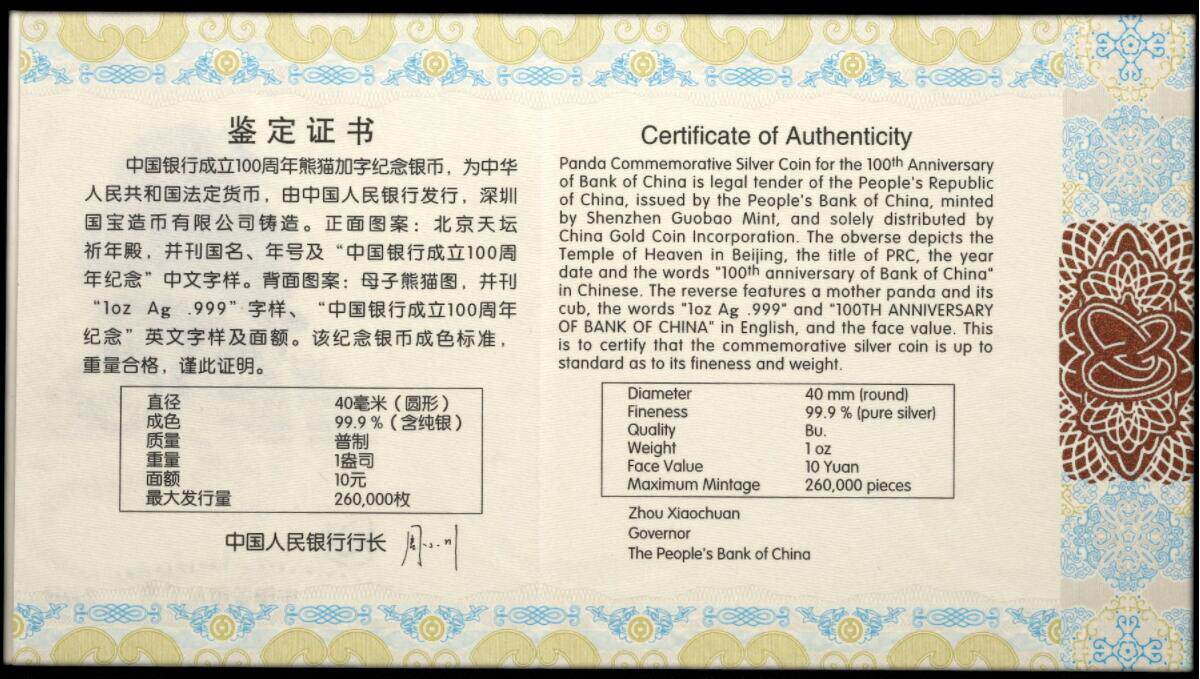 鉴定证书
中国银行成立100周年熊猫加字纪念银币，为中华
人民共和国法定货币，由中国人民银行发行，深圳
国宝造币有限公司铸造。正面图案：北京天坛
祈年殿，并刊国名、年号及“中国银行成立100周
年纪念”中文字样。背面图案：母子熊猫图，并刊
“1oz Ag .999”字样、“中国银行成立100周年
纪念”英文字样及面额。该纪念银币成色标准，
重量合格，谨此证明。
直径 40毫米（圆形）
成色 99.9％（含纯银）
质量 普制
重量 1盎司
面额 10元
最大发行量 260,000枚
中国人民银行行长 周小川
Certificate of Authenticity
Panda Commemorative Silver Coin for the 100th Anniversary
of Bank of China is legal tender of the People's Republic
of China, issued by the People's Bank of China, minted
by Shenzhen Guobao Mint, and solely distributed by
China Gold Coin Incorporation. The obverse depicts the
Temple of Heaven in Beijing, the title of PRC, the year
date and the words "100th anniversary of Bank of China"
in Chinese. The reverse features a mother panda and its
cub, the words "1oz Ag .999" and "100TH ANNIVERSARY
OF BANK OF CHINA" in English, and the face value. This
is to certify that the commemorative silver coin is up to
standard as to its fineness and weight.
Diameter 40 mm (round)
Fineness 99.9 % (pure silver)
Quality Bu.
Weight 1 oz
Face Value 10 Yuan
Maximum Mintage 260,000 pieces
Zhou Xiaochuan
Governor
The People's Bank of China